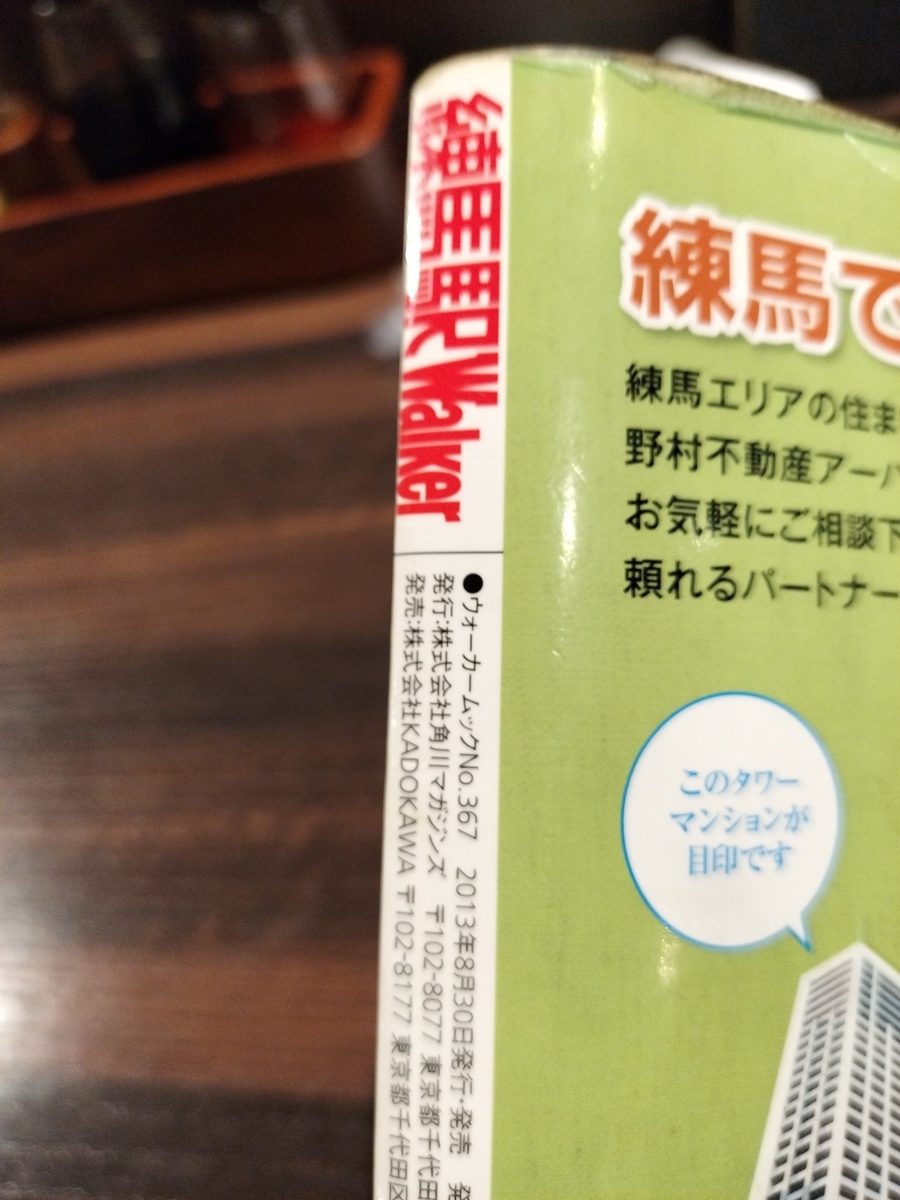 練馬駅Walker
●ウォーカームックNo.367 2013年8月30日発行・発売 発
発行:株式会社角川マガジンズ 〒102-8077 東京都千代田
発売:株式会社KADOKAWA 〒102-8177 東京都千代田区
練馬で
練馬エリアの住ま
野村不動産アーバ
お気軽にご相談下
頼れるパートナー
このタワー
マンションが
目印です